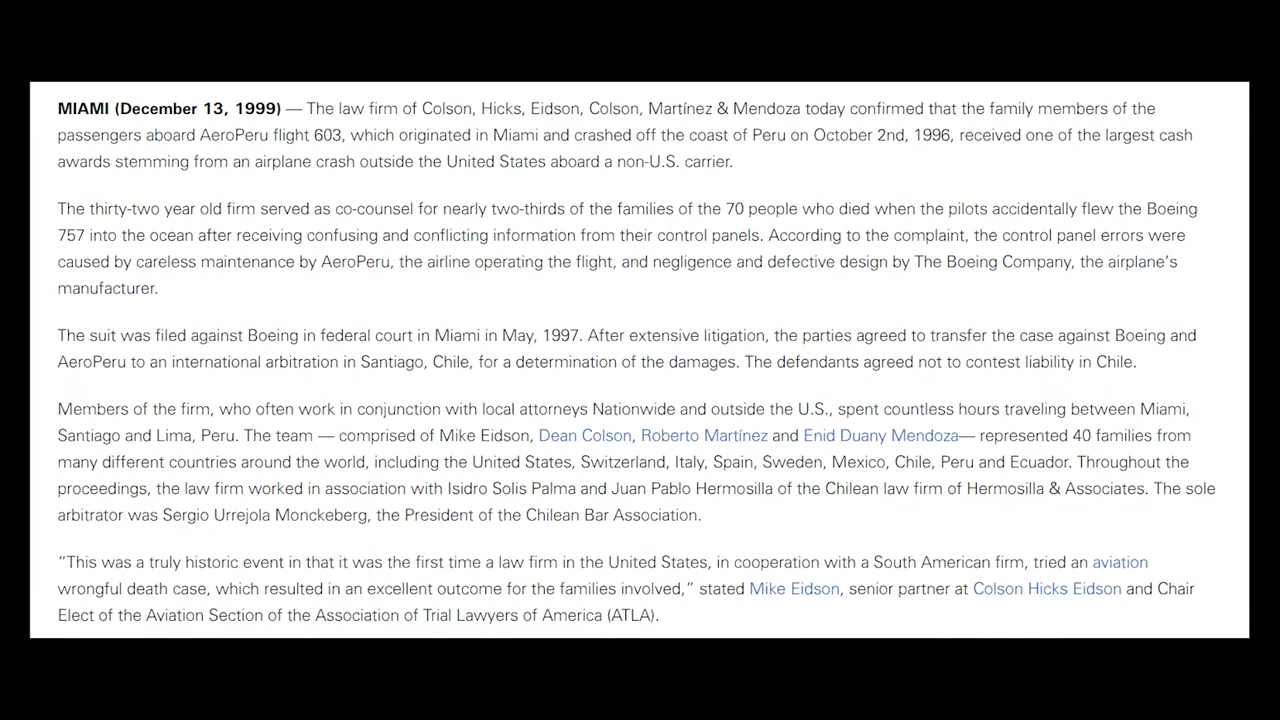 MIAMI (December 13, 1999) — The law firm of Colson, Hicks, Eidson, Colson, Martínez & Mendoza today confirmed that the family members of the
passengers aboard AeroPeru flight 603, which originated in Miami and crashed off the coast of Peru on October 2nd, 1996, received one of the largest cash
awards stemming from an airplane crash outside the United States aboard a non-U.S. carrier.
The thirty-two year old firm served as co-counsel for nearly two-thirds of the families of the 70 people who died when the pilots accidentally flew the Boeing
757 into the ocean after receiving confusing and conflicting information from their control panels. According to the complaint, the control panel errors were
caused by careless maintenance by AeroPeru, the airline operating the flight, and negligence and defective design by The Boeing Company, the airplane's
manufacturer.
The suit was filed against Boeing in federal court in Miami in May, 1997. After extensive litigation, the parties agreed to transfer the case against Boeing and
AeroPeru to an international arbitration in Santiago, Chile, for a determination of the damages. The defendants agreed not to contest liability in Chile.
Members of the firm, who often work in conjunction with local attorneys Nationwide and outside the U.S., spent countless hours traveling between Miami,
Santiago and Lima, Peru. The team — comprised of Mike Eidson, Dean Colson, Roberto Martínez and Enid Duany Mendoza— represented 40 families from
many different countries around the world, including the United States, Switzerland, Italy, Spain, Sweden, Mexico, Chile, Peru and Ecuador. Throughout the
proceedings, the law firm worked in association with Isidro Solis Palma and Juan Pablo Hermosilla of the Chilean law firm of Hermosilla & Associates. The sole
arbitrator was Sergio Urrejola Monckeberg, the President of the Chilean Bar Association.
"This was a truly historic event in that it was the first time a law firm in the United States, in cooperation with a South American firm, tried an aviation
wrongful death case, which resulted in an excellent outcome for the families involved," stated Mike Eidson, senior partner at Colson Hicks Eidson and Chair
Elect of the Aviation Section of the Association of Trial Lawyers of America (ATLA).